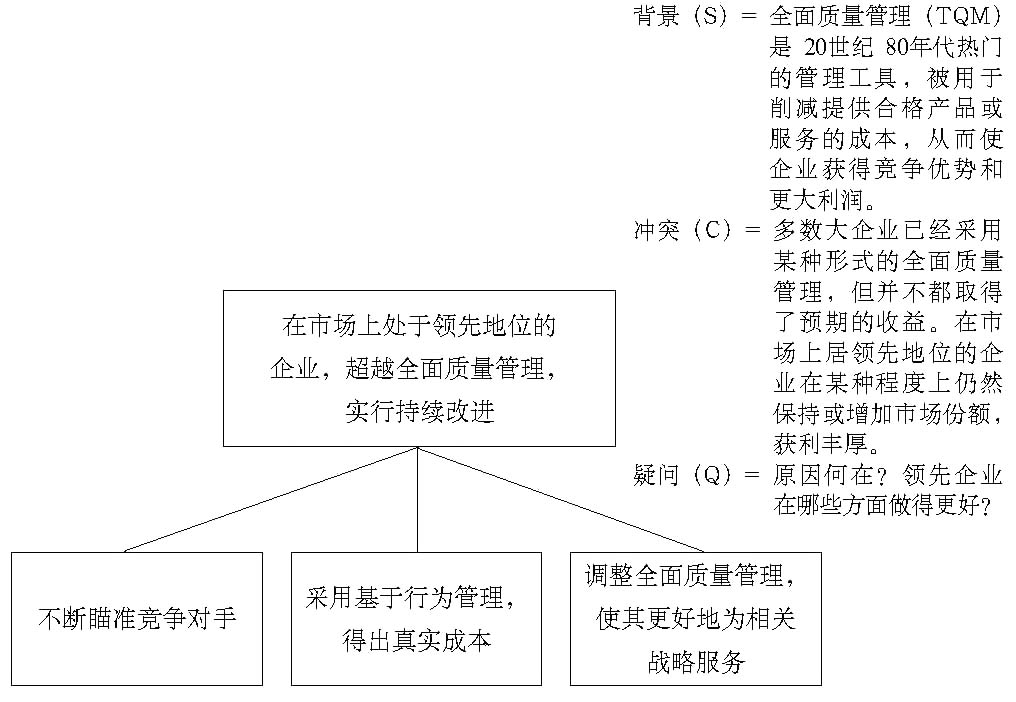 背景（S）＝ 全面质量管理（TQM）
是 20世纪 80年代热门
的管理工具，被用于
削减提供合格产品或
服务的成本，从而使
企业获得竞争优势和
更大利润。
冲突（C）＝ 多数大企业已经采用
某种形式的全面质量
管理，但并不都取得
了预期的收益。在市
场上居领先地位的企
业在某种程度上仍然
保持或增加市场份额，
获利丰厚。
疑问（Q）＝ 原因何在？领先企业
在哪些方面做得更好？
在市场上处于领先地位的
企业，超越全面质量管理，
实行持续改进
不断瞄准竞争对手
采用基于行为管理，
得出真实成本
调整全面质量管理，
使其更好地为相关
战略服务